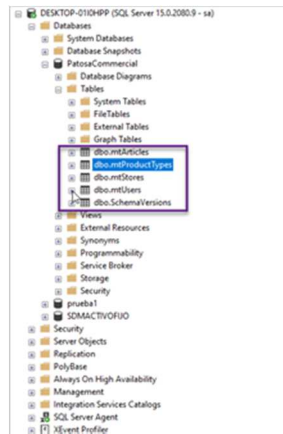 DESKTOP-01I0HPP (SQL Server 15.0.2080.9 - sa)
Databases
System Databases
Database Snapshots
PatosaCommercial
Database Diagrams
Tables
System Tables
FileTables
External Tables
Graph Tables
dbo.mtArticles
dbo.mtProductTypes
dbo.mtStores
dbo.mtUsers
dbo.SchemaVersions
Views
External Resources
Synonyms
Programmability
Service Broker
Storage
Security
prueba1
SDMACTIVOFIJO
Security
Server Objects
Replication
PolyBase
Always On High Availability
Management
Integration Services Catalogs
SQL Server Agent
XEvent Profiler